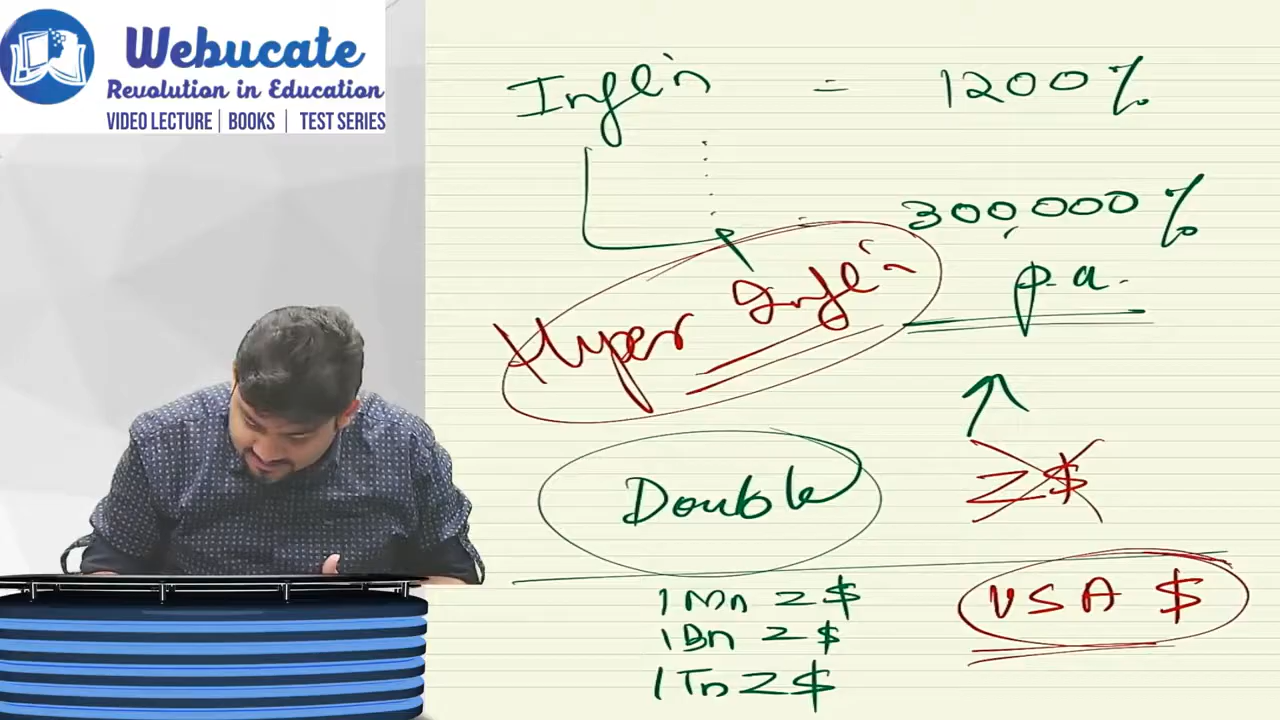 Webucate
Revolution in Education
VIDEO LECTURE | BOOKS | TEST SERIES
Infl'n = 1200%
300,000%
p.a.
Hyper Infl'n
Double
Z$
1 Mn Z$
USA $
1 Bn Z$
1 Tn Z$